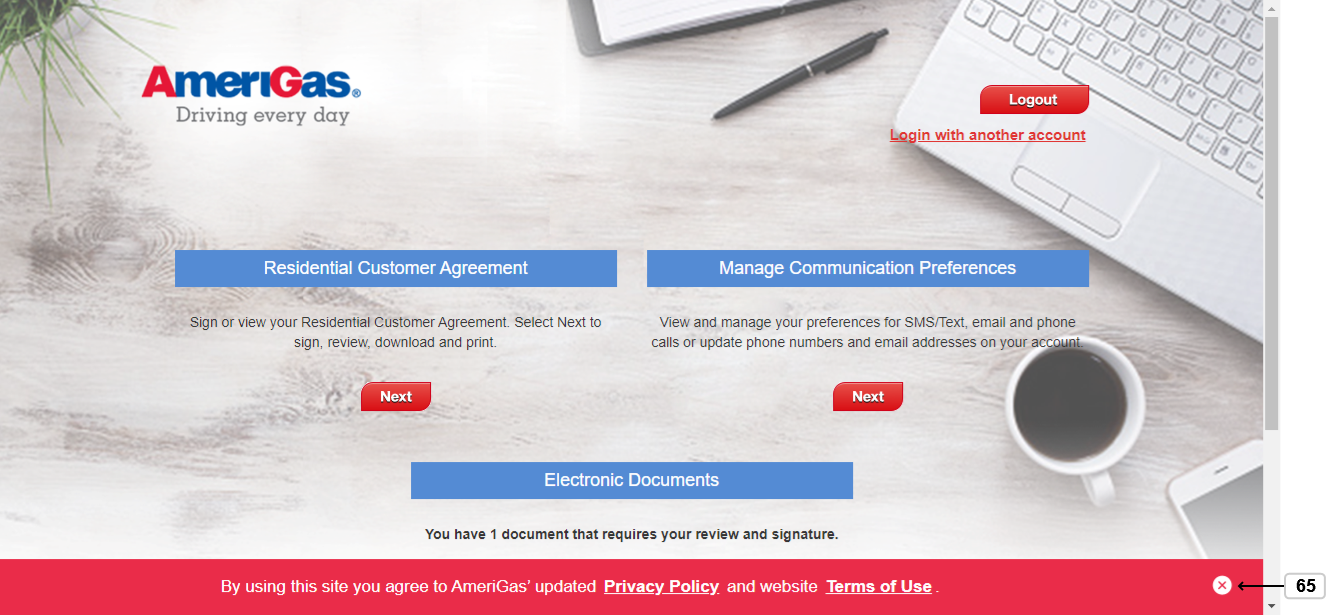 AmeriGas®
Driving every day
Logout
Login with another account
Residential Customer Agreement
Sign or view your Residential Customer Agreement. Select Next to
sign, review, download and print.
Next
Manage Communication Preferences
View and manage your preferences for SMS/Text, email and phone
calls or update phone numbers and email addresses on your account.
Next
Electronic Documents
You have 1 document that requires your review and signature.
By using this site you agree to AmeriGas’ updated Privacy Policy and website Terms of Use .
65